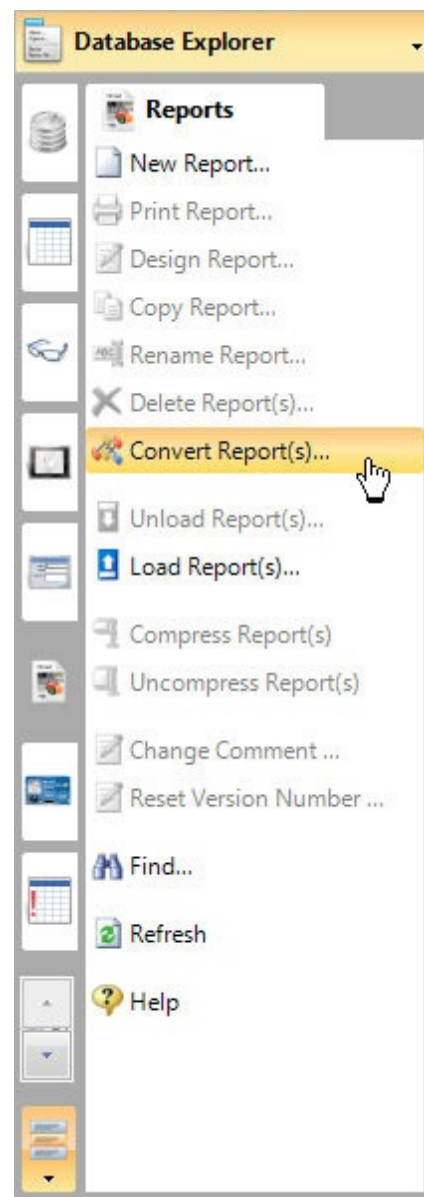 Database Explorer
Reports
New Report...
Print Report...
Design Report...
Copy Report...
Rename Report...
Delete Report(s)...
Convert Report(s)...
Unload Report(s)...
Load Report(s)...
Compress Report(s)
Uncompress Report(s)
Change Comment ...
Reset Version Number ...
Find...
Refresh
Help